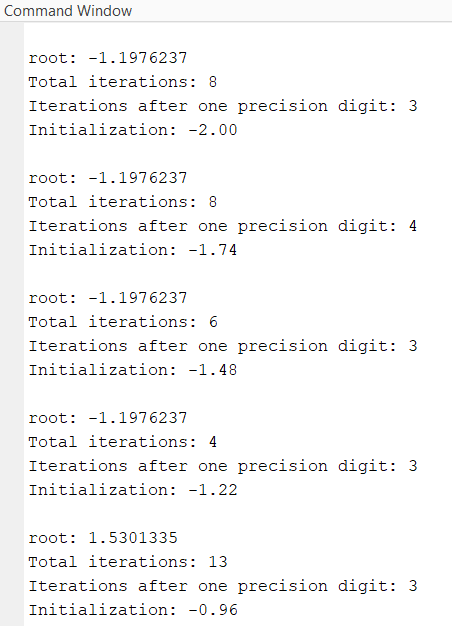 Command Window
root: -1.1976237
Total iterations: 8
Iterations after one precision digit: 3
Initialization: -2.00
root: -1.1976237
Total iterations: 8
Iterations after one precision digit: 4
Initialization: -1.74
root: -1.1976237
Total iterations: 6
Iterations after one precision digit: 3
Initialization: -1.48
root: -1.1976237
Total iterations: 4
Iterations after one precision digit: 3
Initialization: -1.22
root: 1.5301335
Total iterations: 13
Iterations after one precision digit: 3
Initialization: -0.96